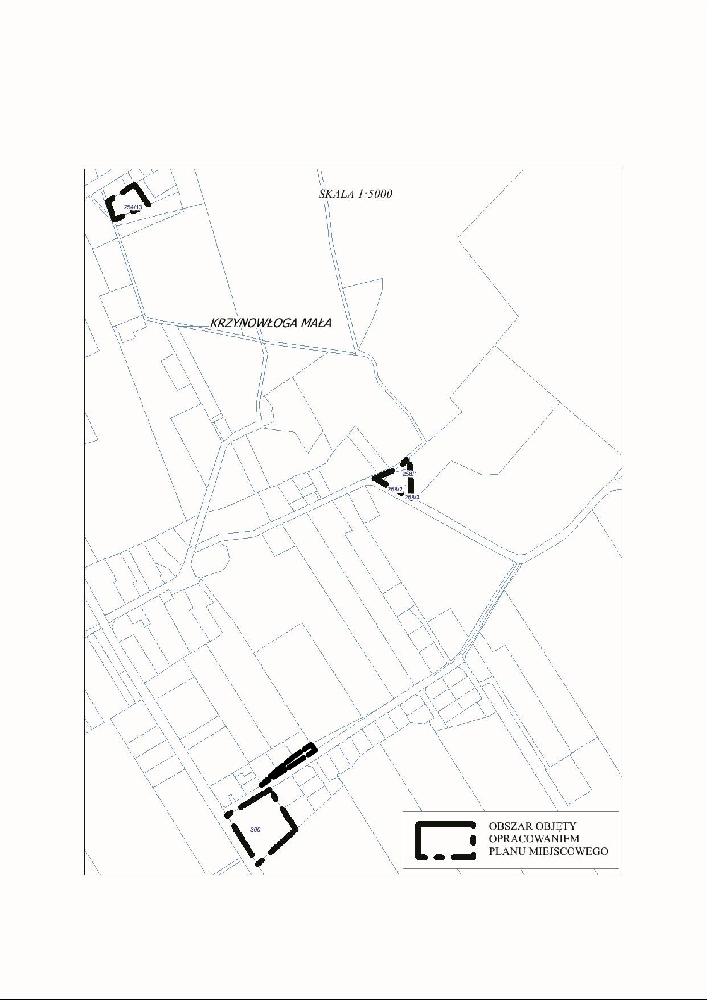 SKALA 1:5000
254/13
KRZYNOWŁOGA MAŁA
258/1
258/2
258/3
300
OBSZAR OBJĘTY
OPRACOWANIEM
PLANU MIEJSCOWEGO